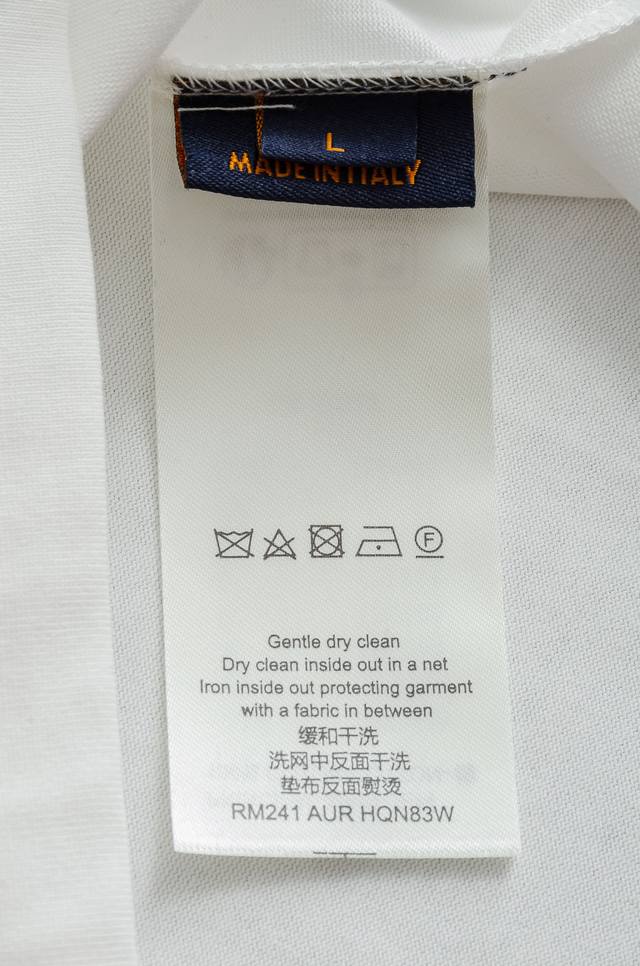 L
MADE IN ITALY
F
Gentle dry clean
Dry clean inside out in a net
Iron inside out protecting garment
with a fabric in between
缓和干洗
洗网中反面干洗
垫布反面熨烫
RM241 AUR HQN83W